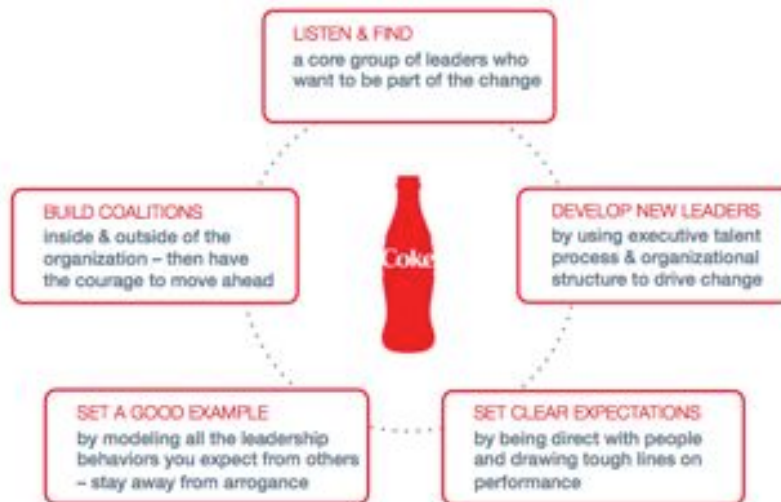 LISTEN & FIND
a core group of leaders who
want to be part of the change
BUILD COALITIONS
inside & outside of the
organization – then have
the courage to move ahead
DEVELOP NEW LEADERS
by using executive talent
process & organizational
structure to drive change
Coke
SET A GOOD EXAMPLE
by modeling all the leadership
behaviors you expect from others
– stay away from arrogance
SET CLEAR EXPECTATIONS
by being direct with people
and drawing tough lines on
performance